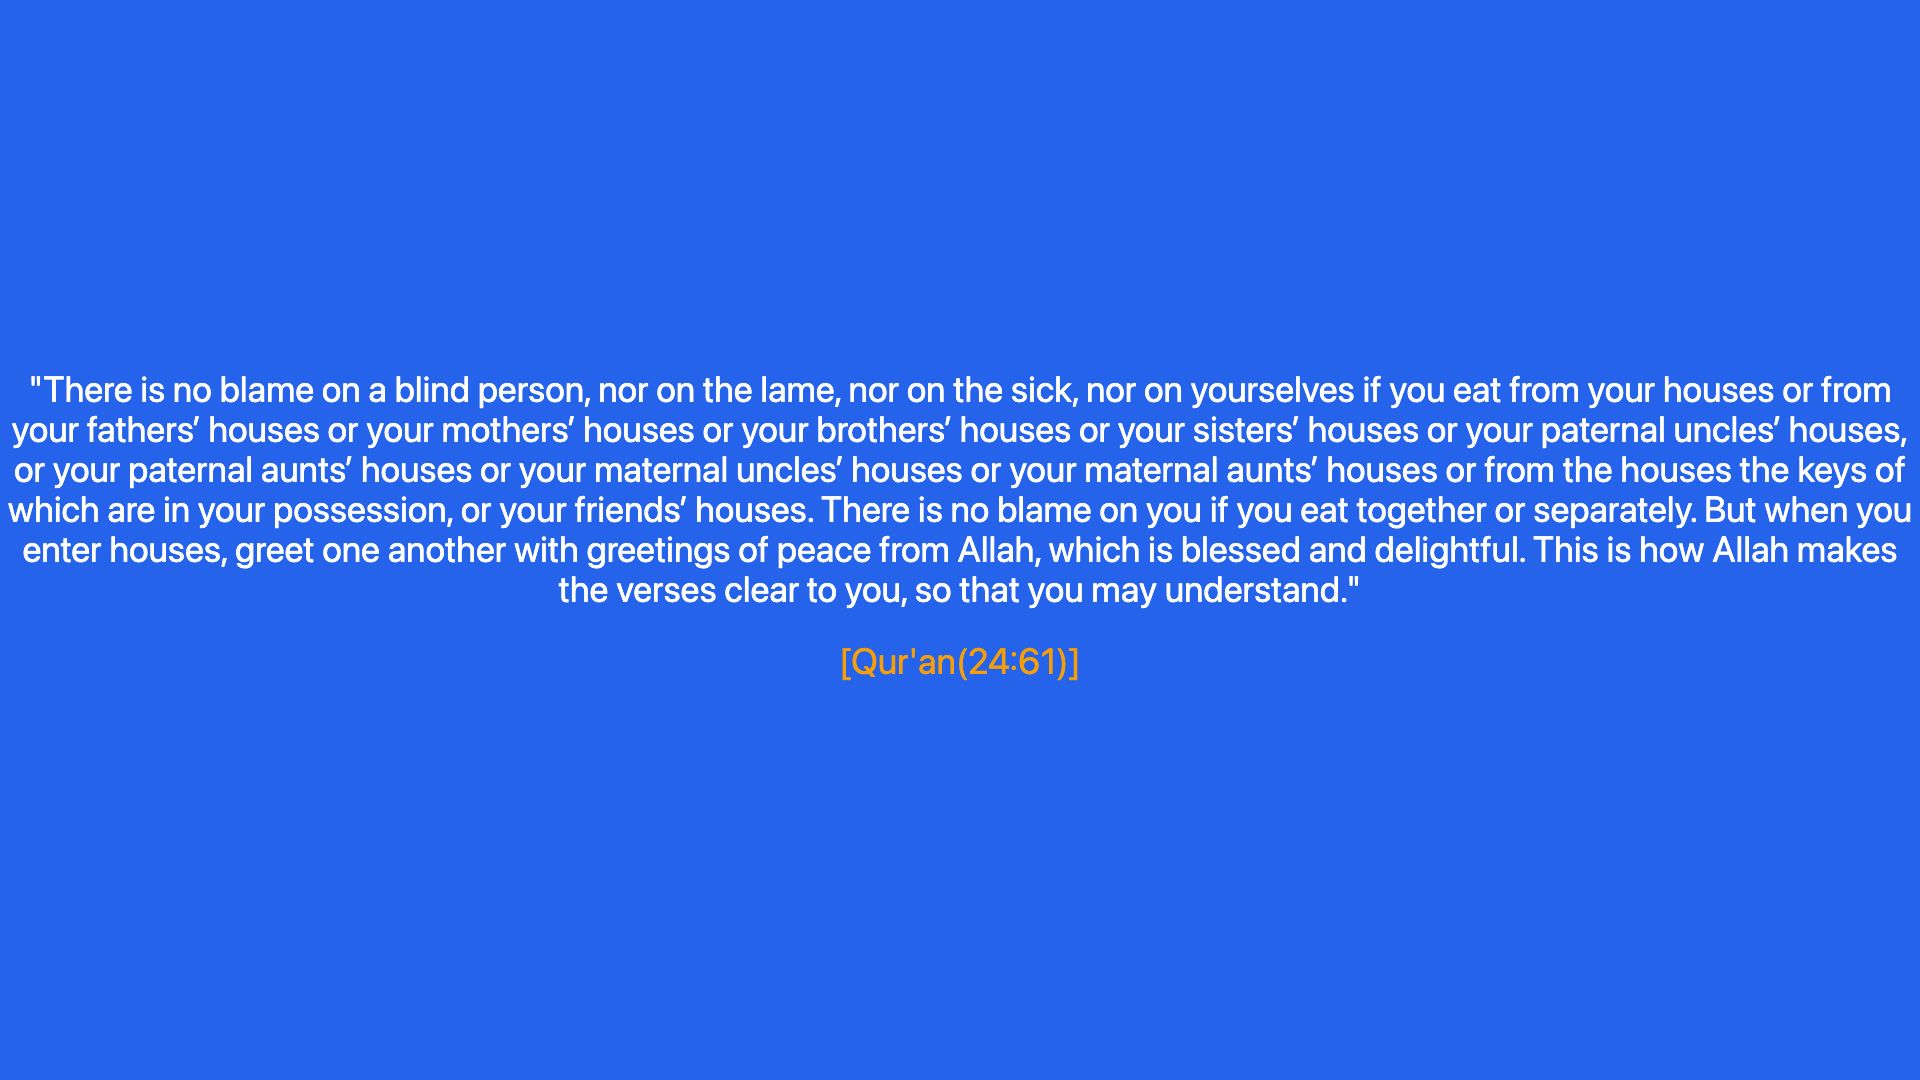 "There is no blame on a blind person, nor on the lame, nor on the sick, nor on yourselves if you eat from your houses or from
your fathers’ houses or your mothers’ houses or your brothers’ houses or your sisters’ houses or your paternal uncles’ houses,
or your paternal aunts’ houses or your maternal uncles’ houses or your maternal aunts’ houses or from the houses the keys of
which are in your possession, or your friends’ houses. There is no blame on you if you eat together or separately. But when you
enter houses, greet one another with greetings of peace from Allah, which is blessed and delightful. This is how Allah makes
the verses clear to you, so that you may understand."
[Qur'an(24:61)]